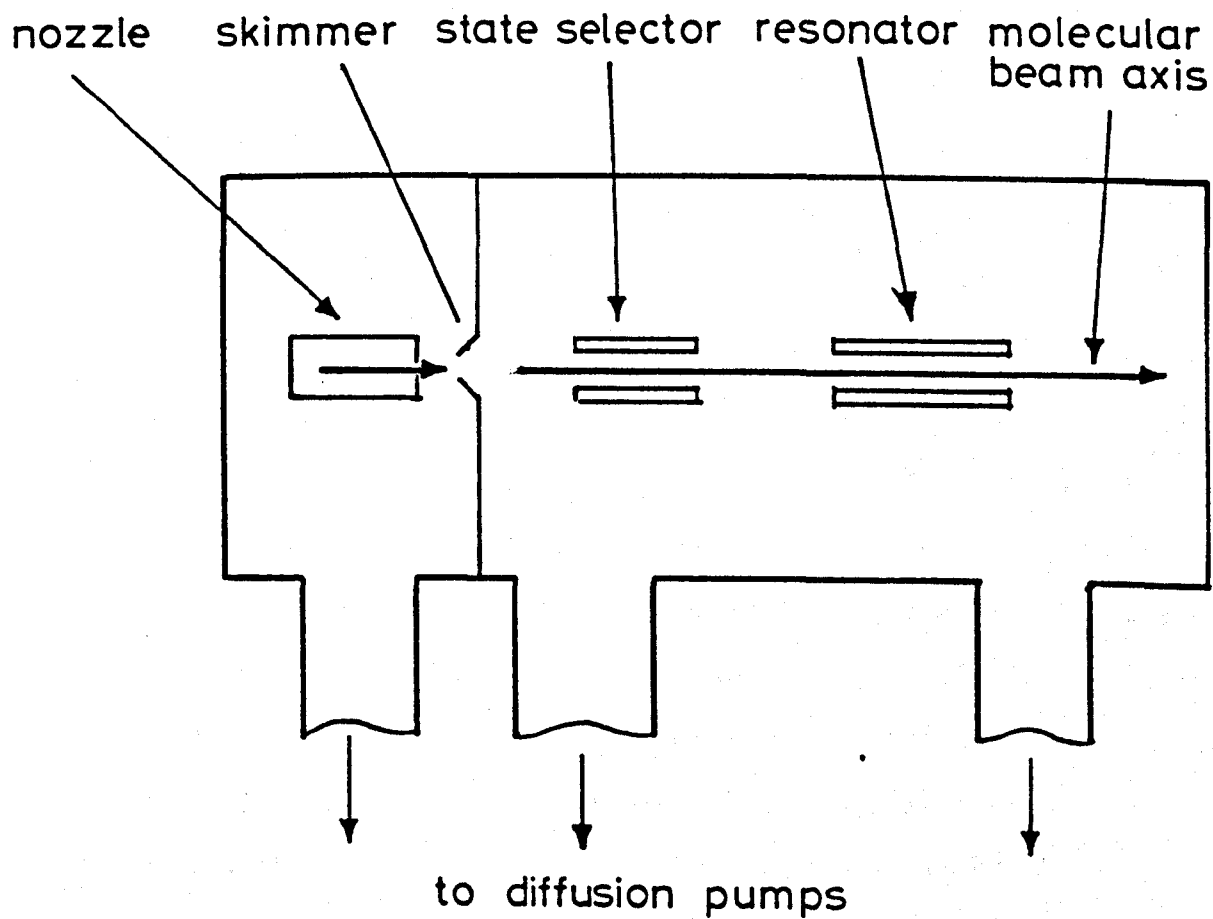 nozzle
skimmer
state selector
resonator
molecular
beam axis
to diffusion pumps